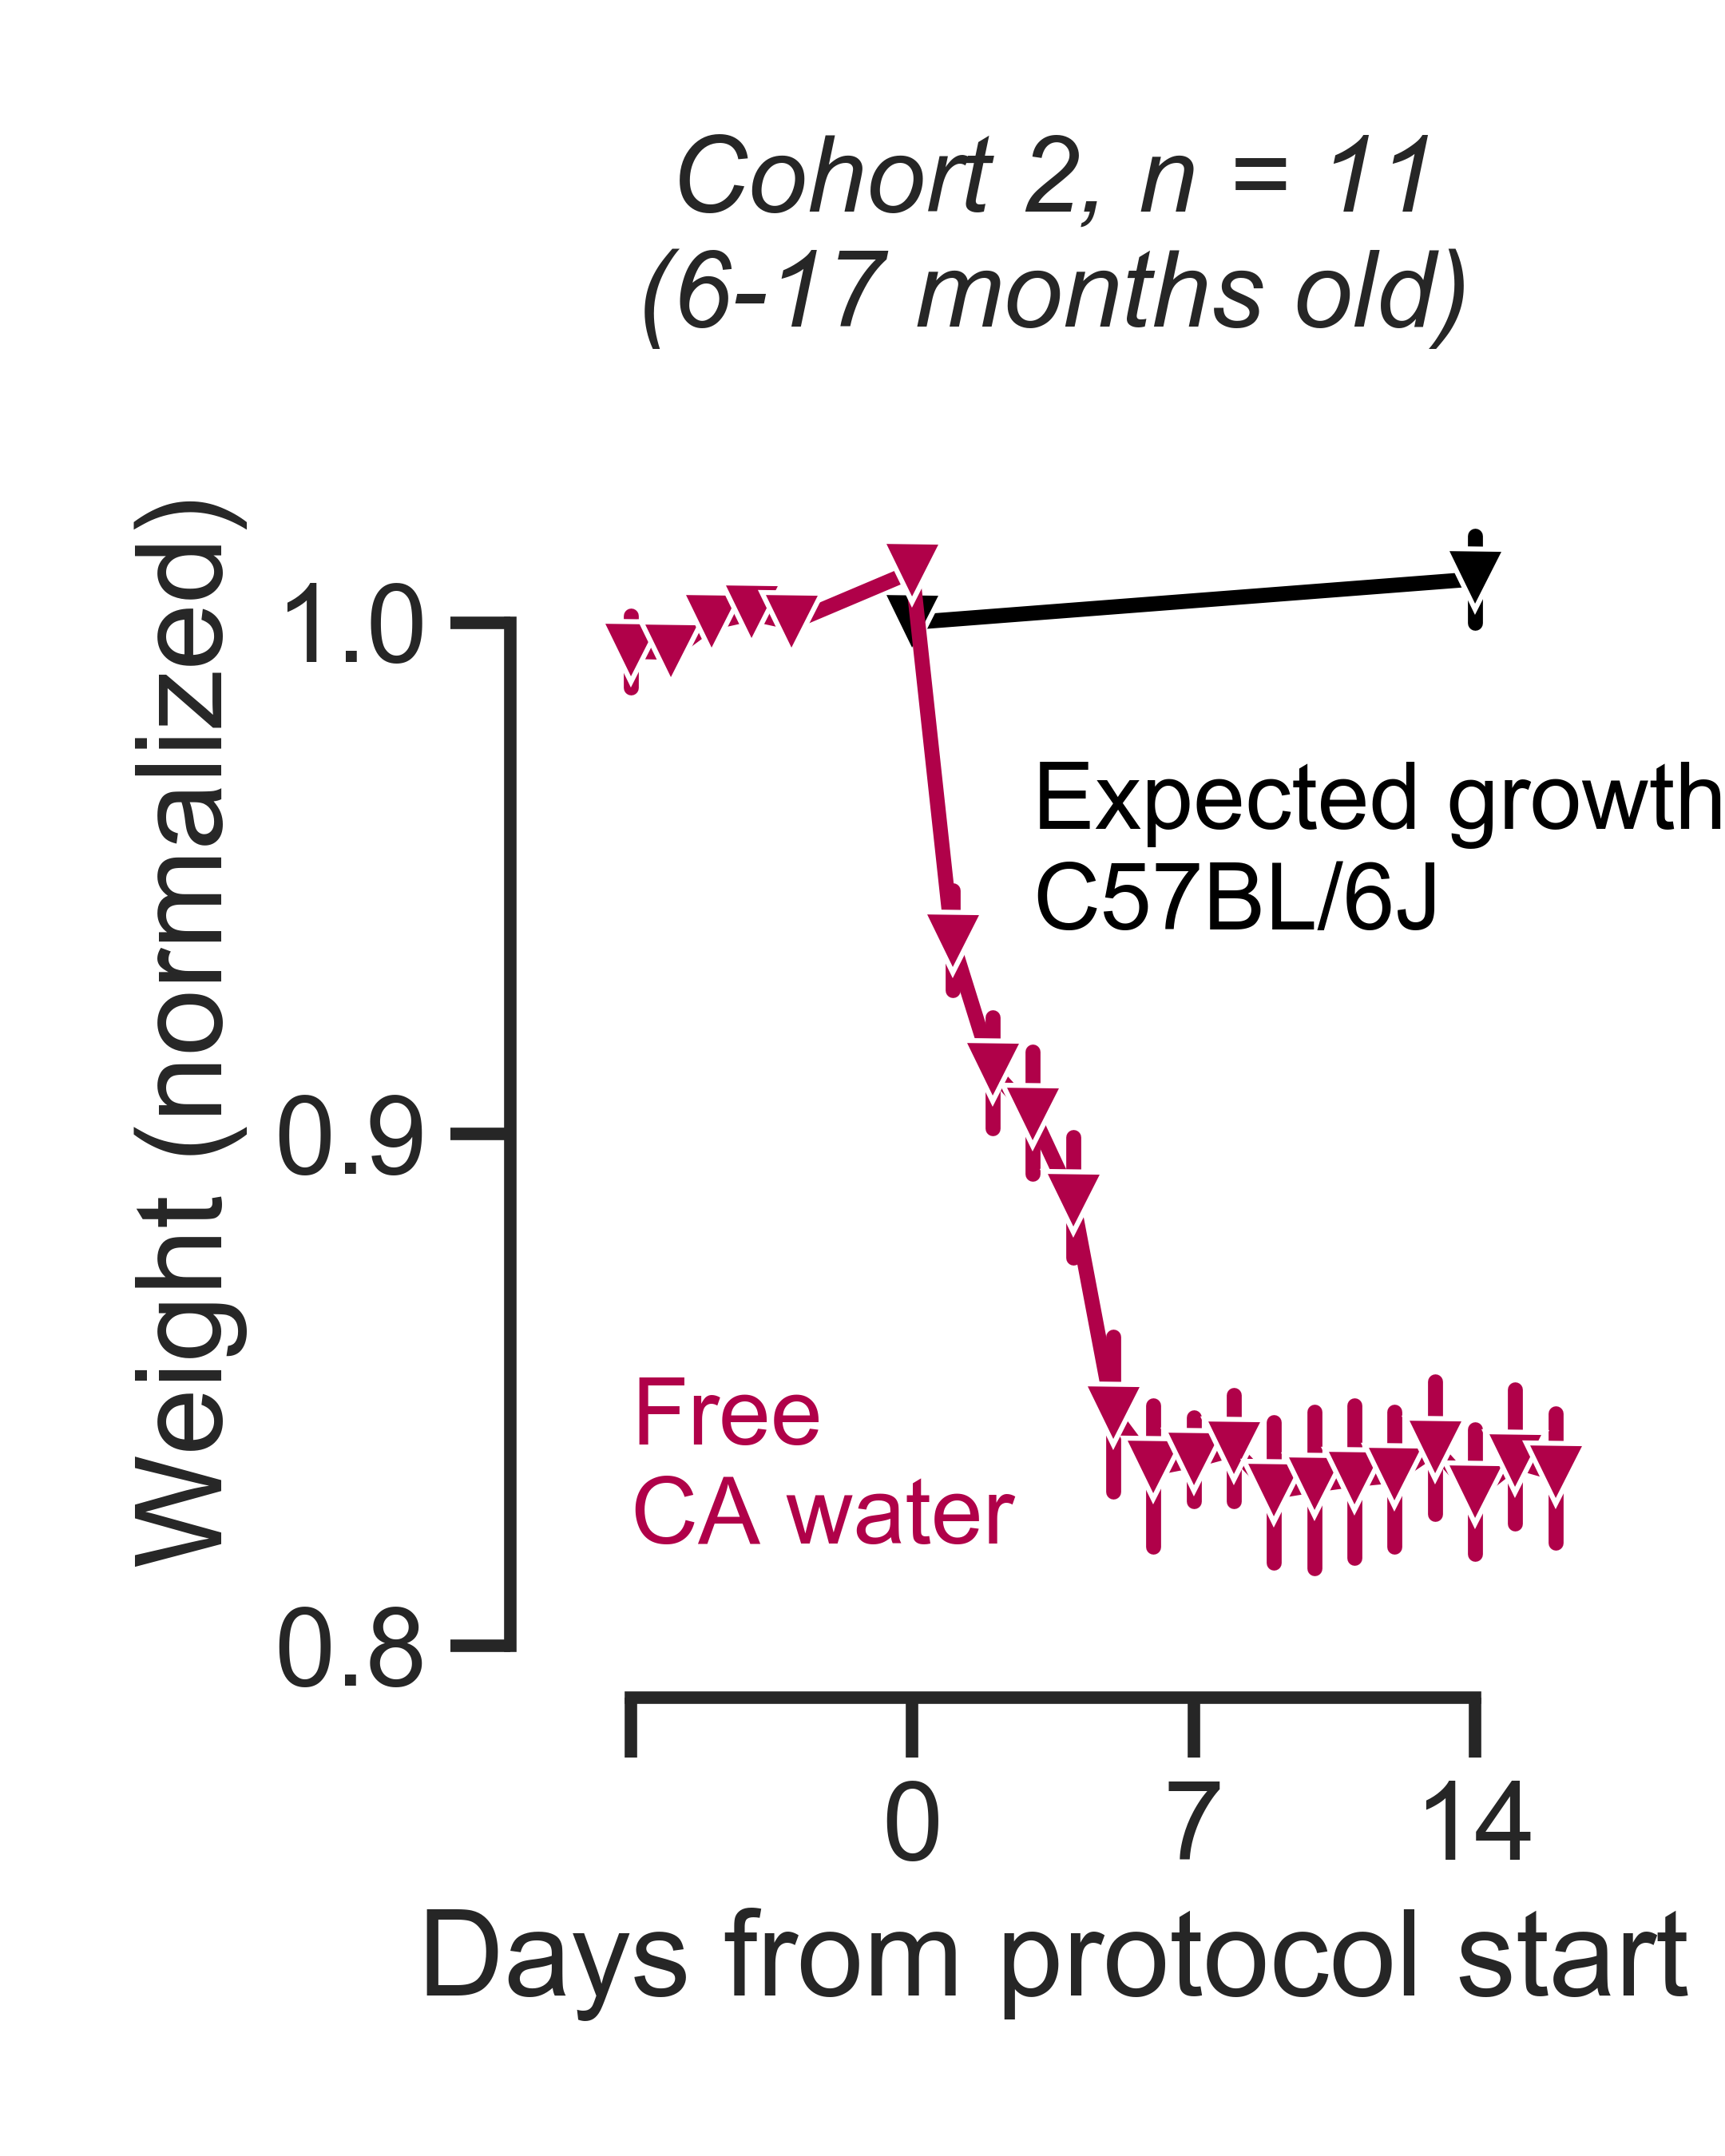 Cohort 2, n = 11
(6-17 months old)
Weight (normalized)
1.0
0.9
0.8
Expected growth
C57BL/6J
Free
CA water
0
7
14
Days from protocol start